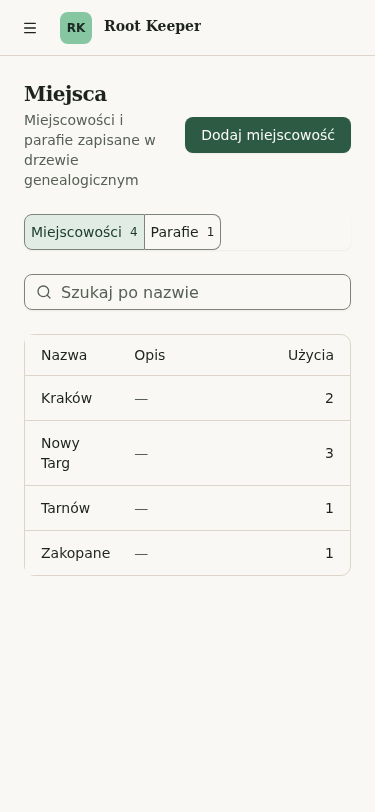 RK
Root Keeper
Miejsca
Miejscowości i
parafie zapisane w
drzewie
genealogicznym
Dodaj miejscowość
Miejscowości 4
Parafie 1
Szukaj po nazwie
Nazwa Opis Użycia
Kraków — 2
Nowy
Targ — 3
Tarnów — 1
Zakopane — 1